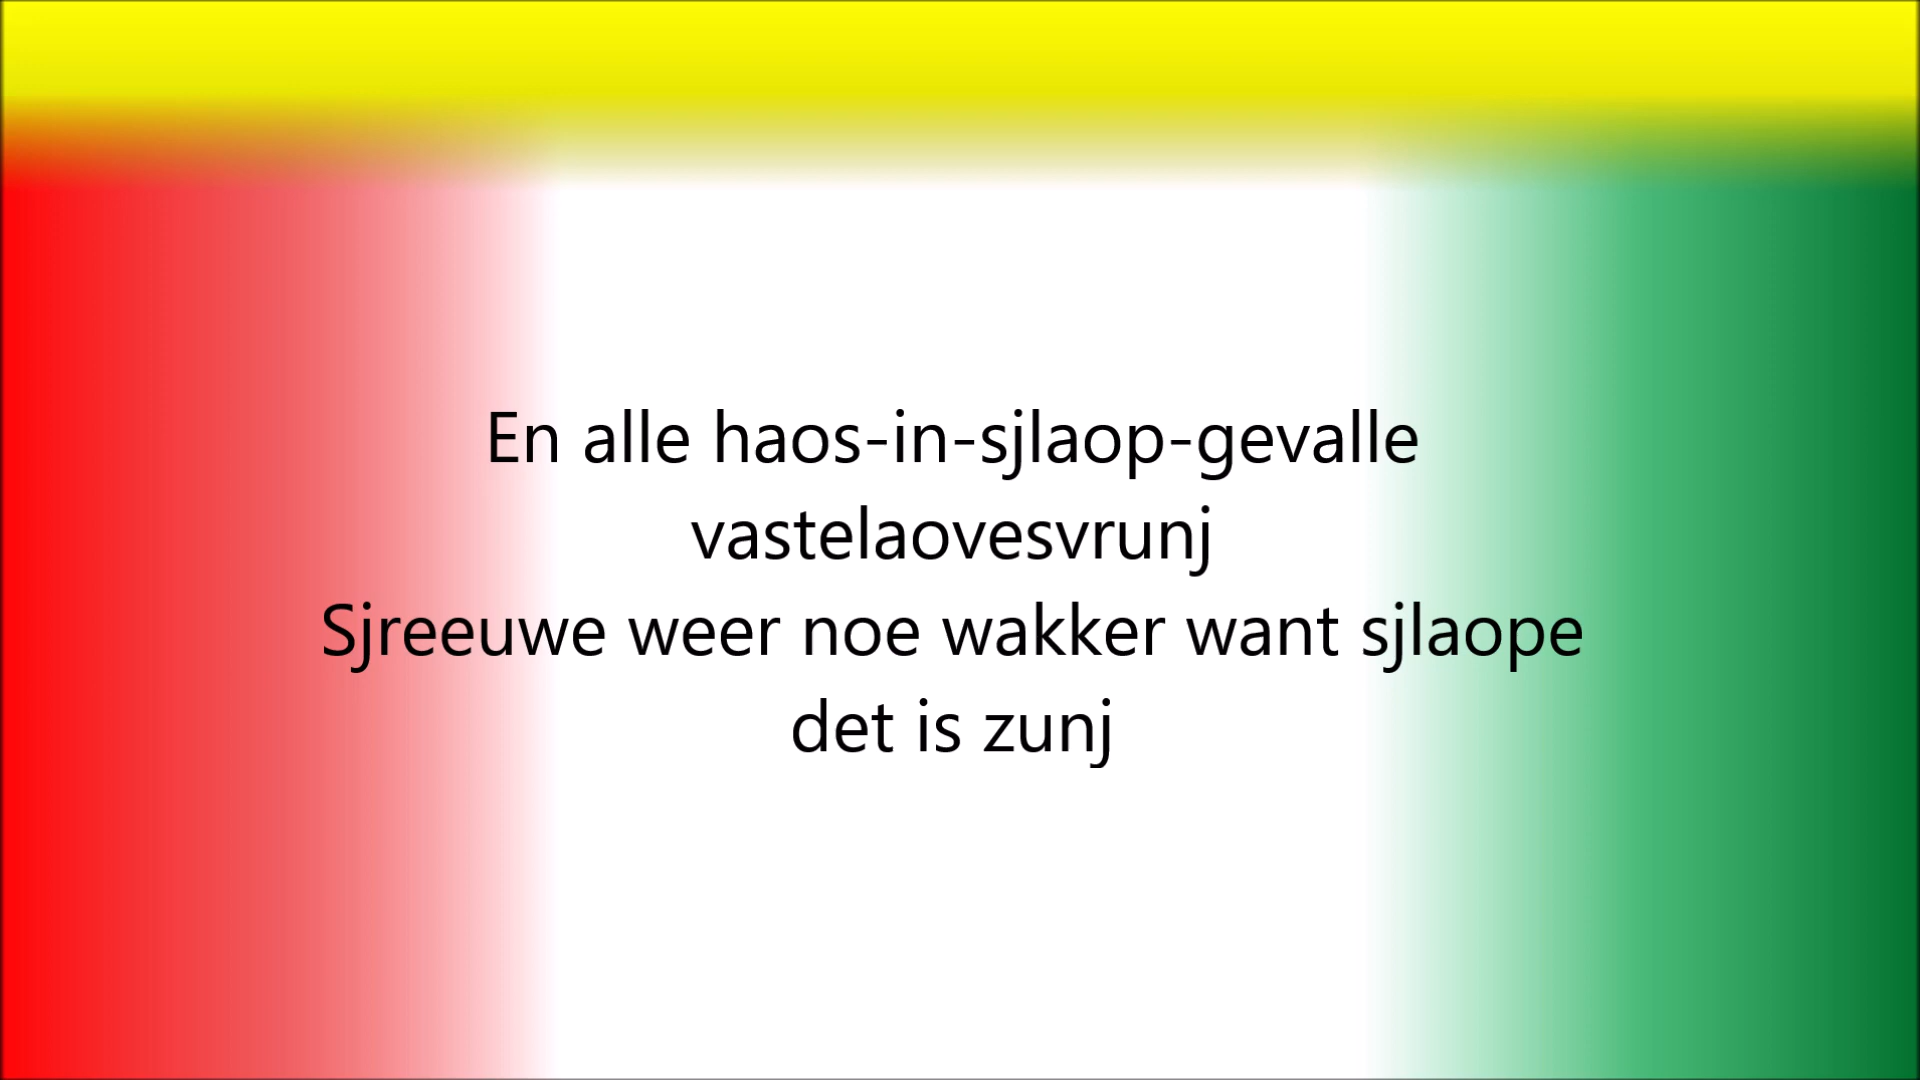 En alle haos-in-sjlaop-gevalle
vastelaovesvrunj
Sjreeuwe weer noe wakker want sjlaope
det is zunj